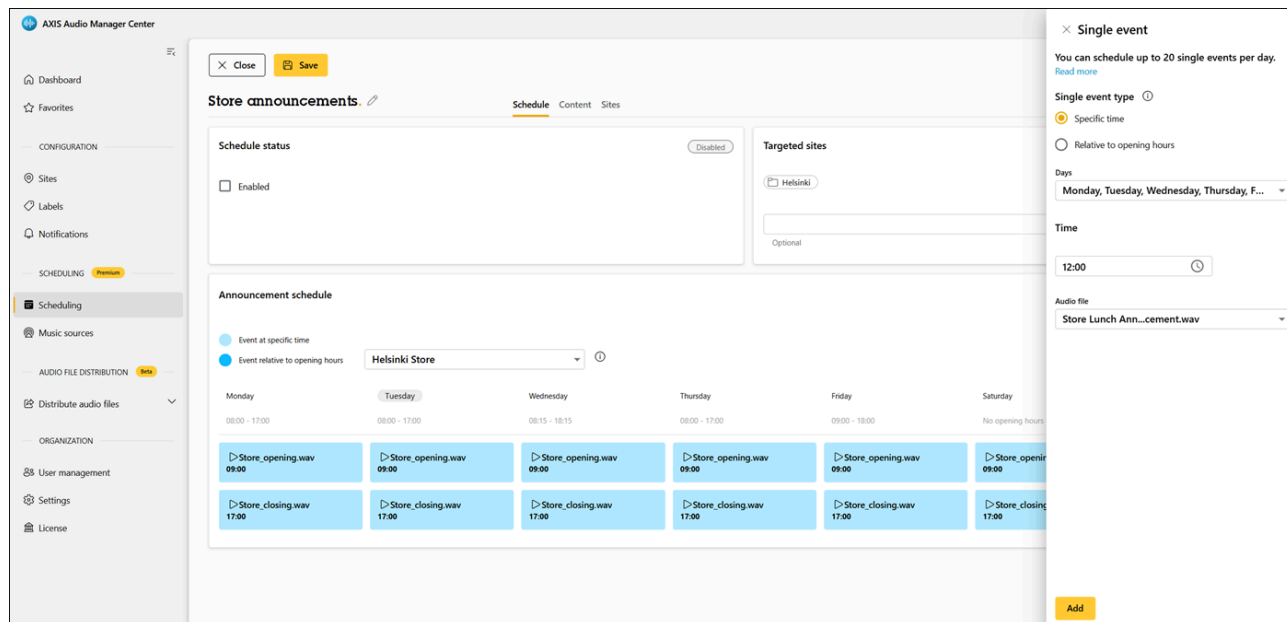 AXIS Audio Manager Center
Dashboard
Favorites
CONFIGURATION
Sites
Labels
Notifications
SCHEDULING Premium
Scheduling
Music sources
AUDIO FILE DISTRIBUTION Beta
Distribute audio files
ORGANIZATION
User management
Settings
License
Close Save
Store announcements.
Schedule Content Sites
Schedule status Disabled
Enabled
Targeted sites
Helsinki
Optional
Announcement schedule
Event at specific time
Event relative to opening hours Helsinki Store
Monday Tuesday Wednesday Thursday Friday Saturday
08:00 - 17:00 08:00 - 17:00 08:15 - 18:15 08:00 - 17:00 09:00 - 18:00 No opening hours
Store_opening.wav Store_opening.wav Store_opening.wav Store_opening.wav Store_opening.wav Store_openin
09:00 09:00 09:00 09:00 09:00 09:00
Store_closing.wav Store_closing.wav Store_closing.wav Store_closing.wav Store_closing.wav Store_closing
17:00 17:00 17:00 17:00 17:00 17:00
Single event
You can schedule up to 20 single events per day.
Read more
Single event type
Specific time
Relative to opening hours
Days
Monday, Tuesday, Wednesday, Thursday, F...
Time
12:00
Audio file
Store Lunch Ann...cement.wav
Add